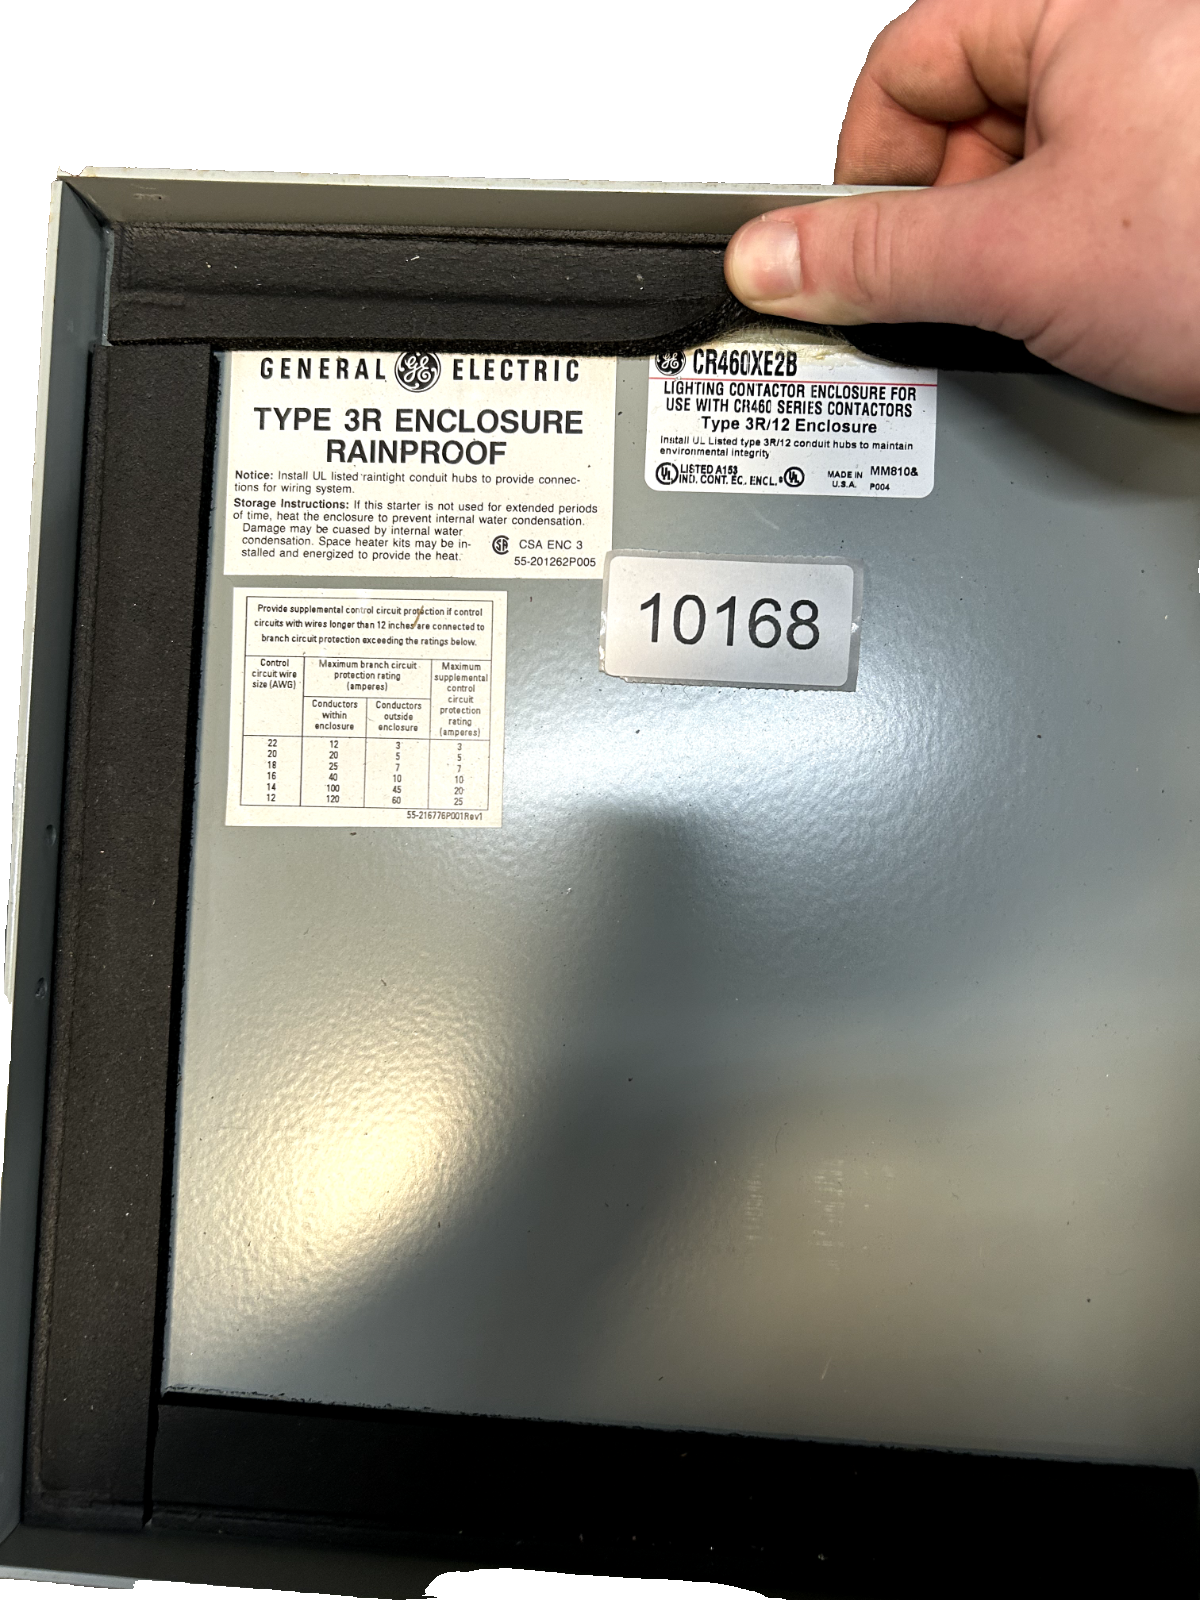 GENERAL GE ELECTRIC
TYPE 3R ENCLOSURE
RAINPROOF
Notice: Install UL listed raintight conduit hubs to provide connec-
tions for wiring system.
Storage Instructions: If this starter is not used for extended periods
of time, heat the enclosure to prevent internal water condensation.
Damage may be cuased by internal water
condensation. Space heater kits may be in-
stalled and energized to provide the heat.
SA CSA ENC 3
55-201262P005
GE CR460XE2B
LIGHTING CONTACTOR ENCLOSURE FOR
USE WITH CR460 SERIES CONTACTORS
Type 3R/12 Enclosure
Install UL Listed type 3R/12 conduit hubs to maintain
environmental integrity
UL LISTED A153
IND. CONT. EC. ENCL. UL
MADE IN
U.S.A.
MM810&
P004
10168
Provide supplemental control circuit protection if control
circuits with wires longer than 12 inches are connected to
branch circuit protection exceeding the ratings below.
Control
circuit wire
size (AWG)
Maximum branch circuit
protection rating
(amperes)
Maximum
supplemental
control
circuit
protection
rating
(amperes)
Conductors
within
enclosure
Conductors
outside
enclosure
22 12 3 3
20 20 5 5
18 25 7 7
16 40 10 10
14 100 45 20
12 120 60 25
55-216776P001Rev1